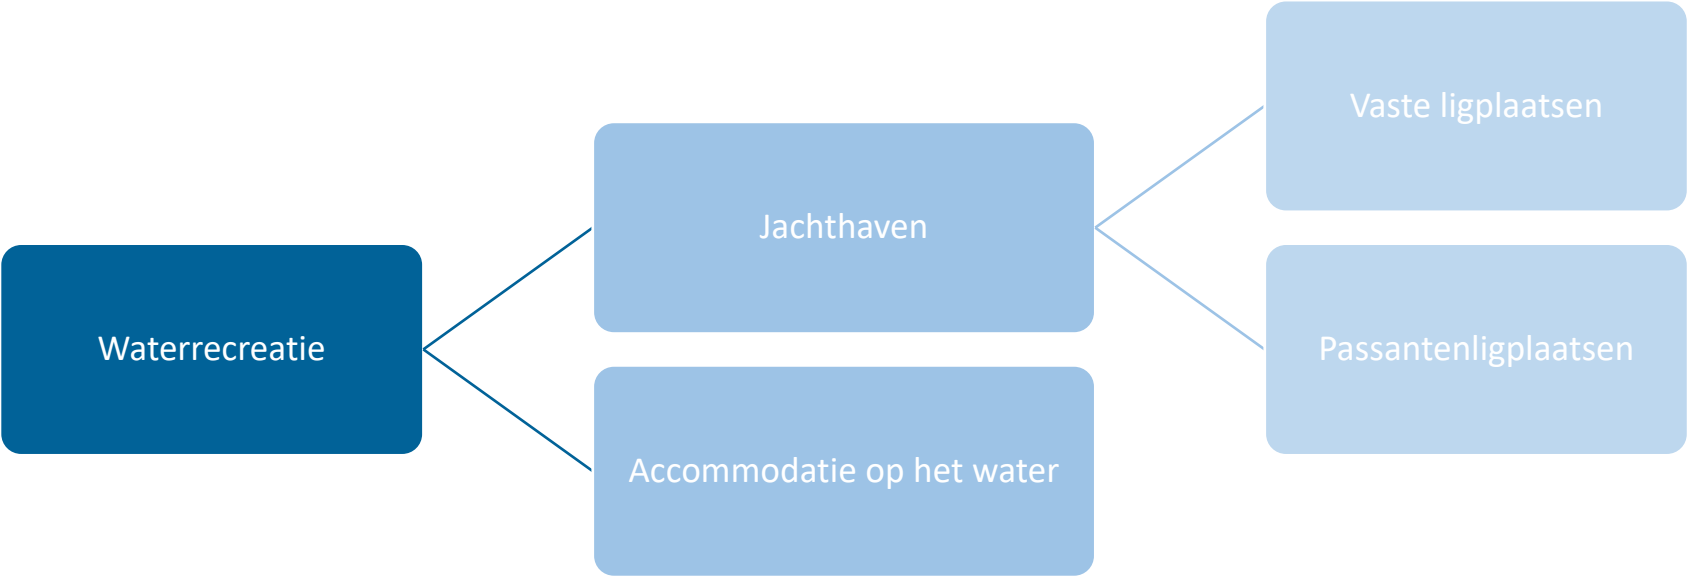 Waterrecreatie
Jachthaven
Vaste ligplaatsen
Passantenligplaatsen
Accommodatie op het water